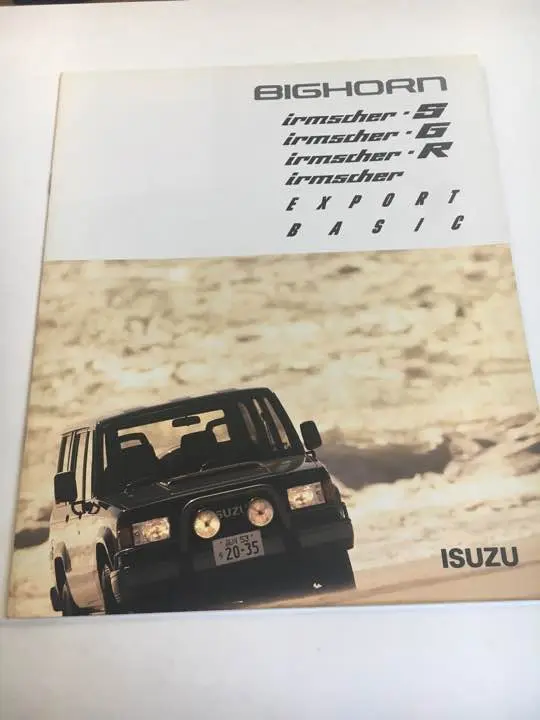 BIGHORN
irmscher・S
irmscher・G
irmscher・R
irmscher
EXPORT
BASIC
ISUZU
20-35
ISUZU